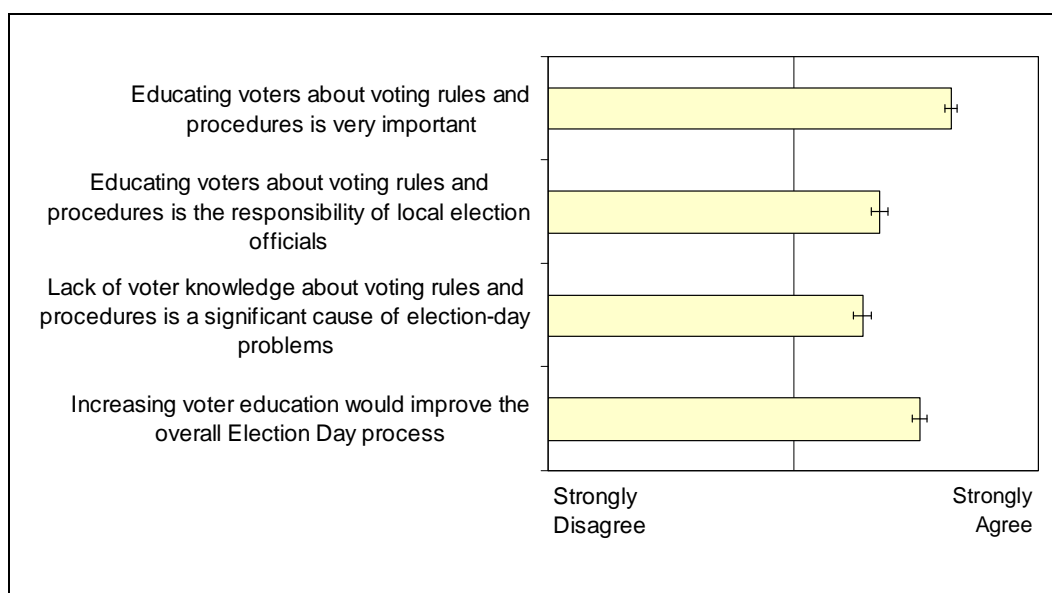 Educating voters about voting rules and
procedures is very important
Educating voters about voting rules and
procedures is the responsibility of local election
officials
Lack of voter knowledge about voting rules and
procedures is a significant cause of election-day
problems
Increasing voter education would improve the
overall Election Day process
Strongly
Disagree
Strongly
Agree